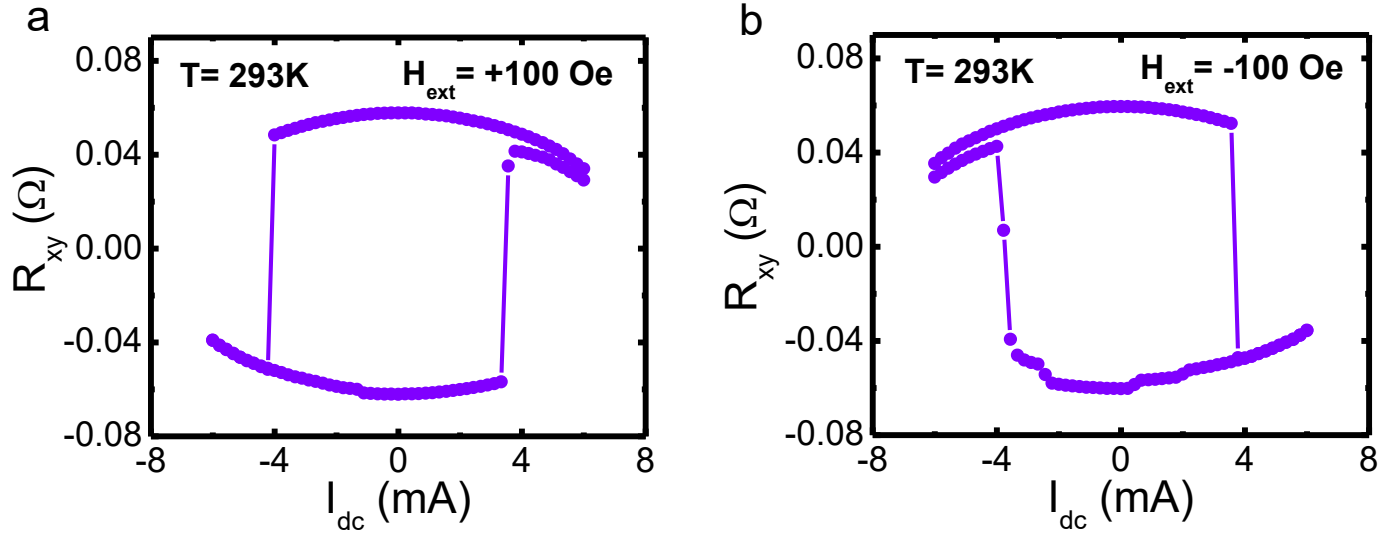 a
T= 293K H_ext= +100 Oe
0.08
0.04
0.00
-0.04
-0.08
R_xy (Ω)
-8 -4 0 4 8
I_dc (mA)
b
T= 293K H_ext= -100 Oe
0.08
0.04
0.00
-0.04
-0.08
R_xy (Ω)
-8 -4 0 4 8
I_dc (mA)